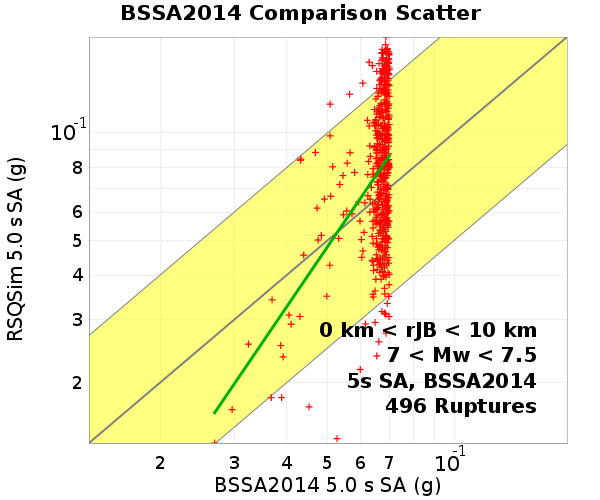 BSSA2014 Comparison Scatter
RSQSim 5.0 s SA (g)
10-1
8
6
5
4
3
2
0 km < rJB < 10 km
7 < Mw < 7.5
5s SA, BSSA2014
496 Ruptures
2 3 4 5 6 7 10-1
BSSA2014 5.0 s SA (g)